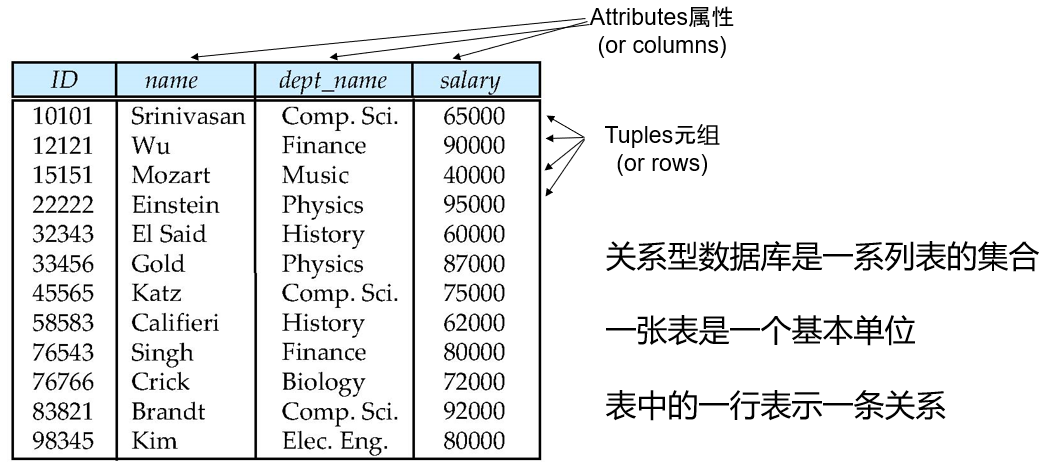 Attributes属性
(or columns)
ID name dept_name salary
10101 Srinivasan Comp. Sci. 65000
12121 Wu Finance 90000
15151 Mozart Music 40000
22222 Einstein Physics 95000
32343 El Said History 60000
33456 Gold Physics 87000
45565 Katz Comp. Sci. 75000
58583 Califieri History 62000
76543 Singh Finance 80000
76766 Crick Biology 72000
83821 Brandt Comp. Sci. 92000
98345 Kim Elec. Eng. 80000
Tuples元组
(or rows)
关系型数据库是一系列表的集合
一张表是一个基本单位
表中的一行表示一条关系